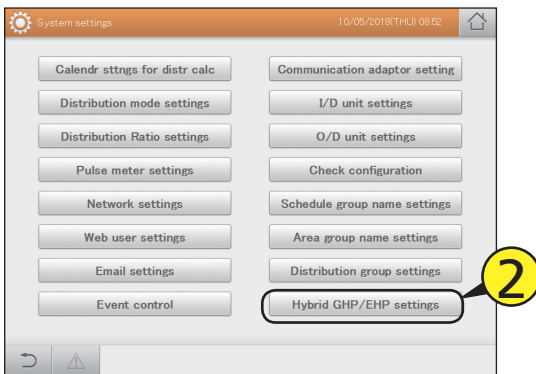 System settings 10/05/2018(THU) 08:52
Calendr sttngs for distr calc
Communication adaptor setting
Distribution mode settings
I/D unit settings
Distribution Ratio settings
O/D unit settings
Pulse meter settings
Check configuration
Network settings
Schedule group name settings
Web user settings
Area group name settings
Email settings
Distribution group settings
Event control
Hybrid GHP/EHP settings
2